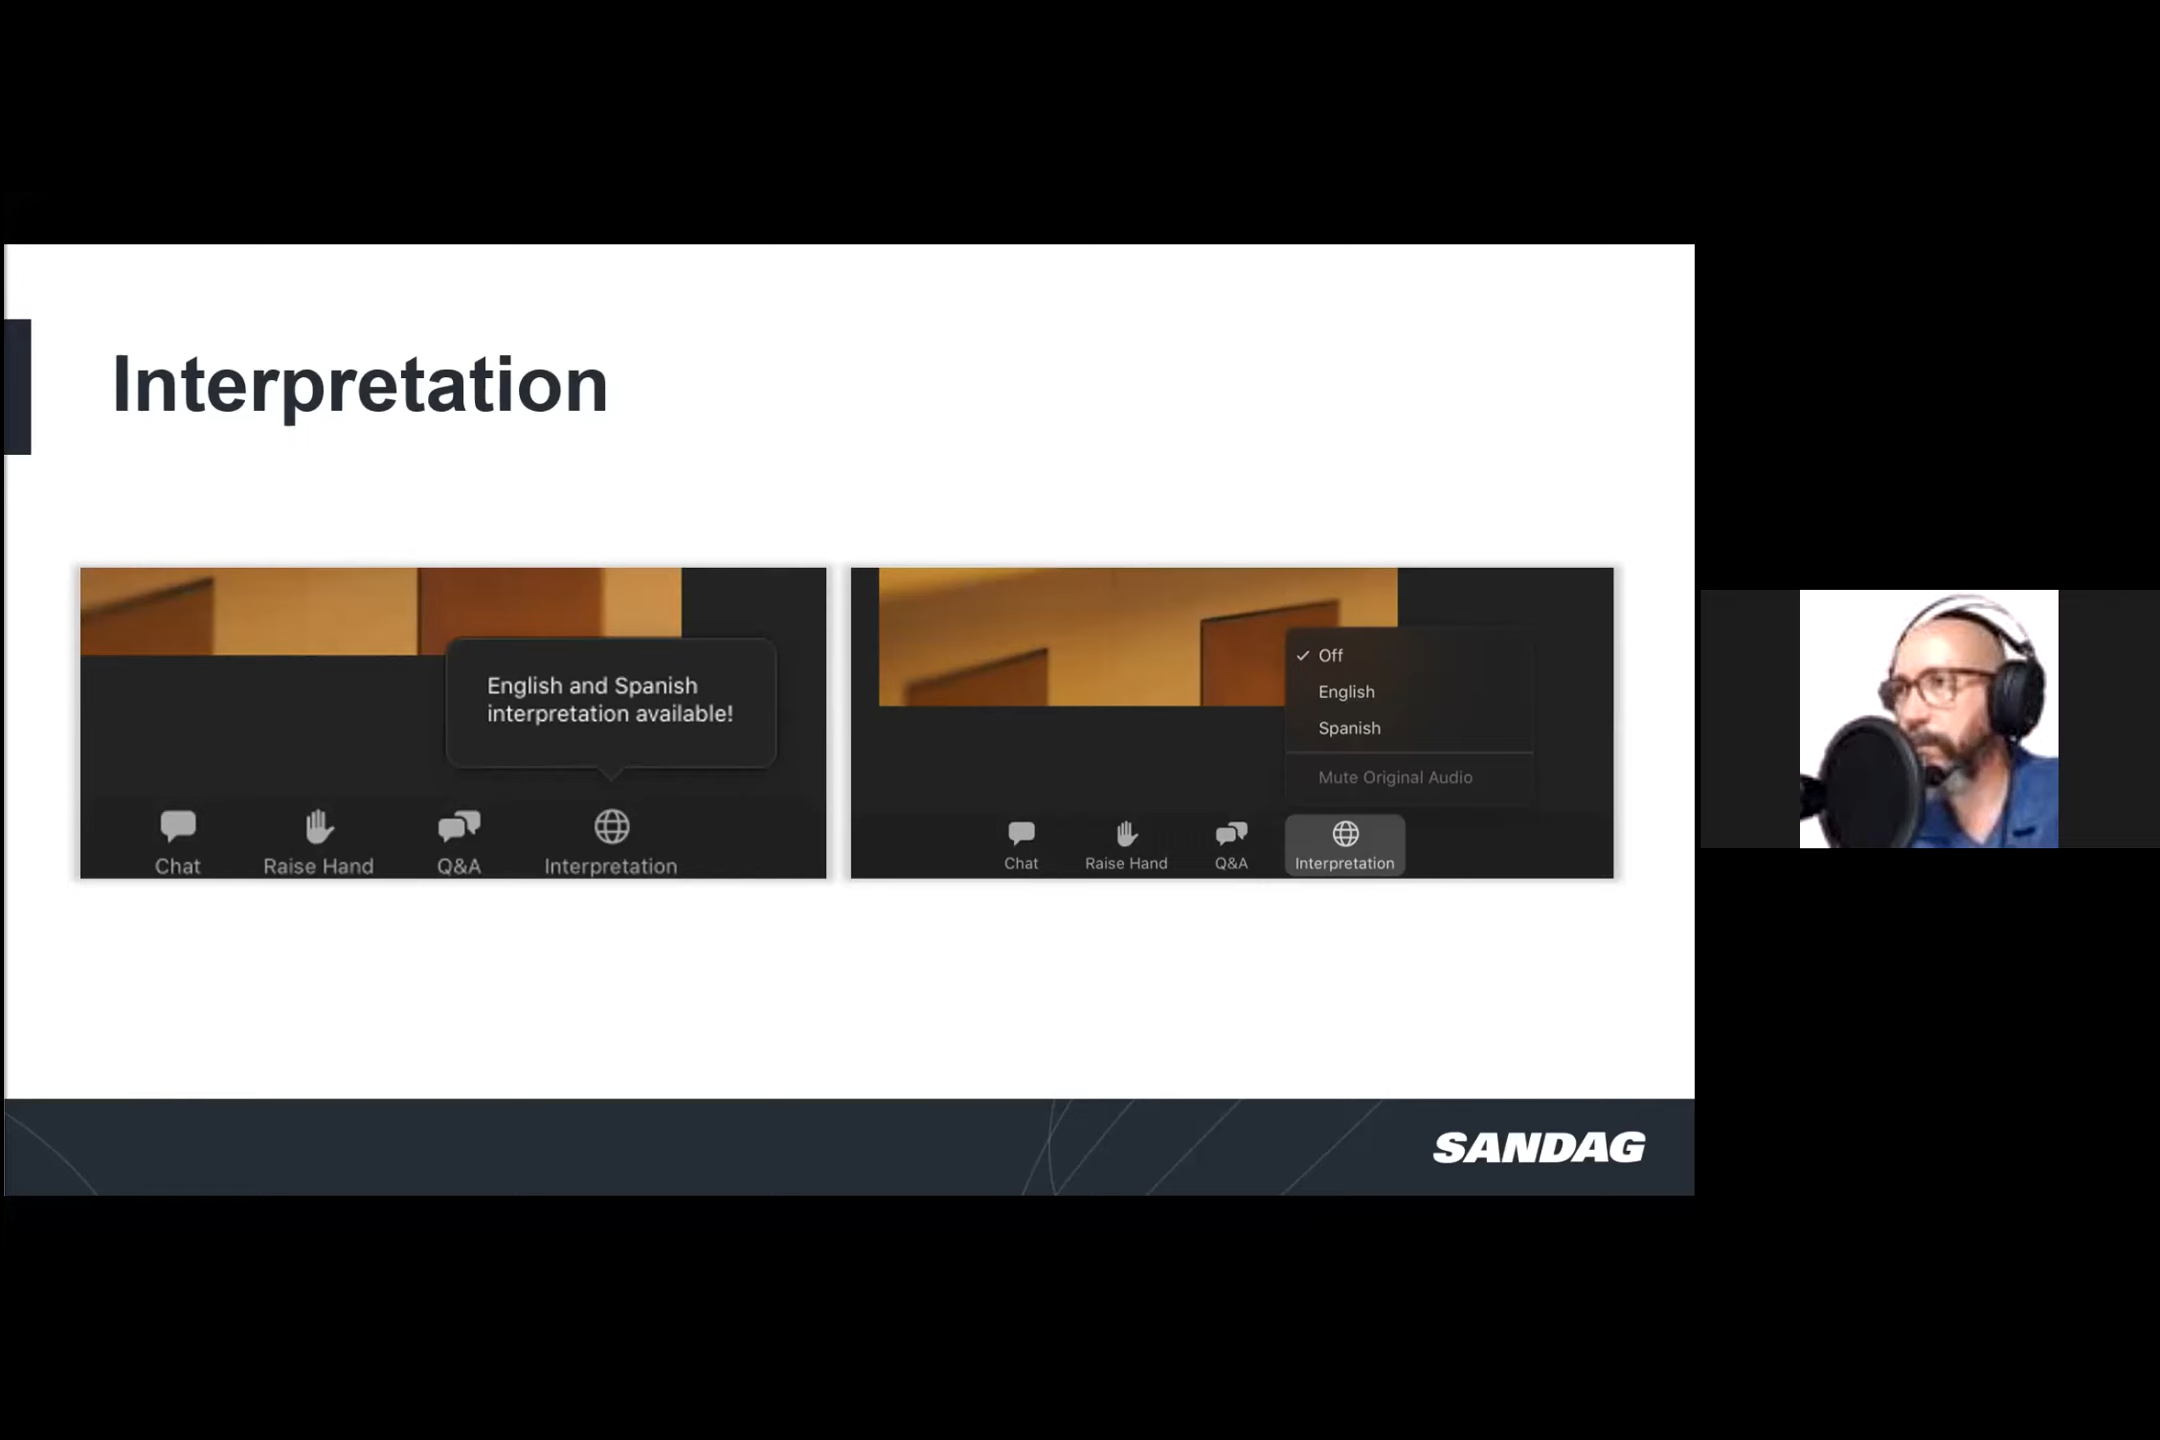 Interpretation
English and Spanish
interpretation available!
Chat
Raise Hand
Q&A
Interpretation
Off
English
Spanish
Mute Original Audio
Chat
Raise Hand
Q&A
Interpretation
SANDAG